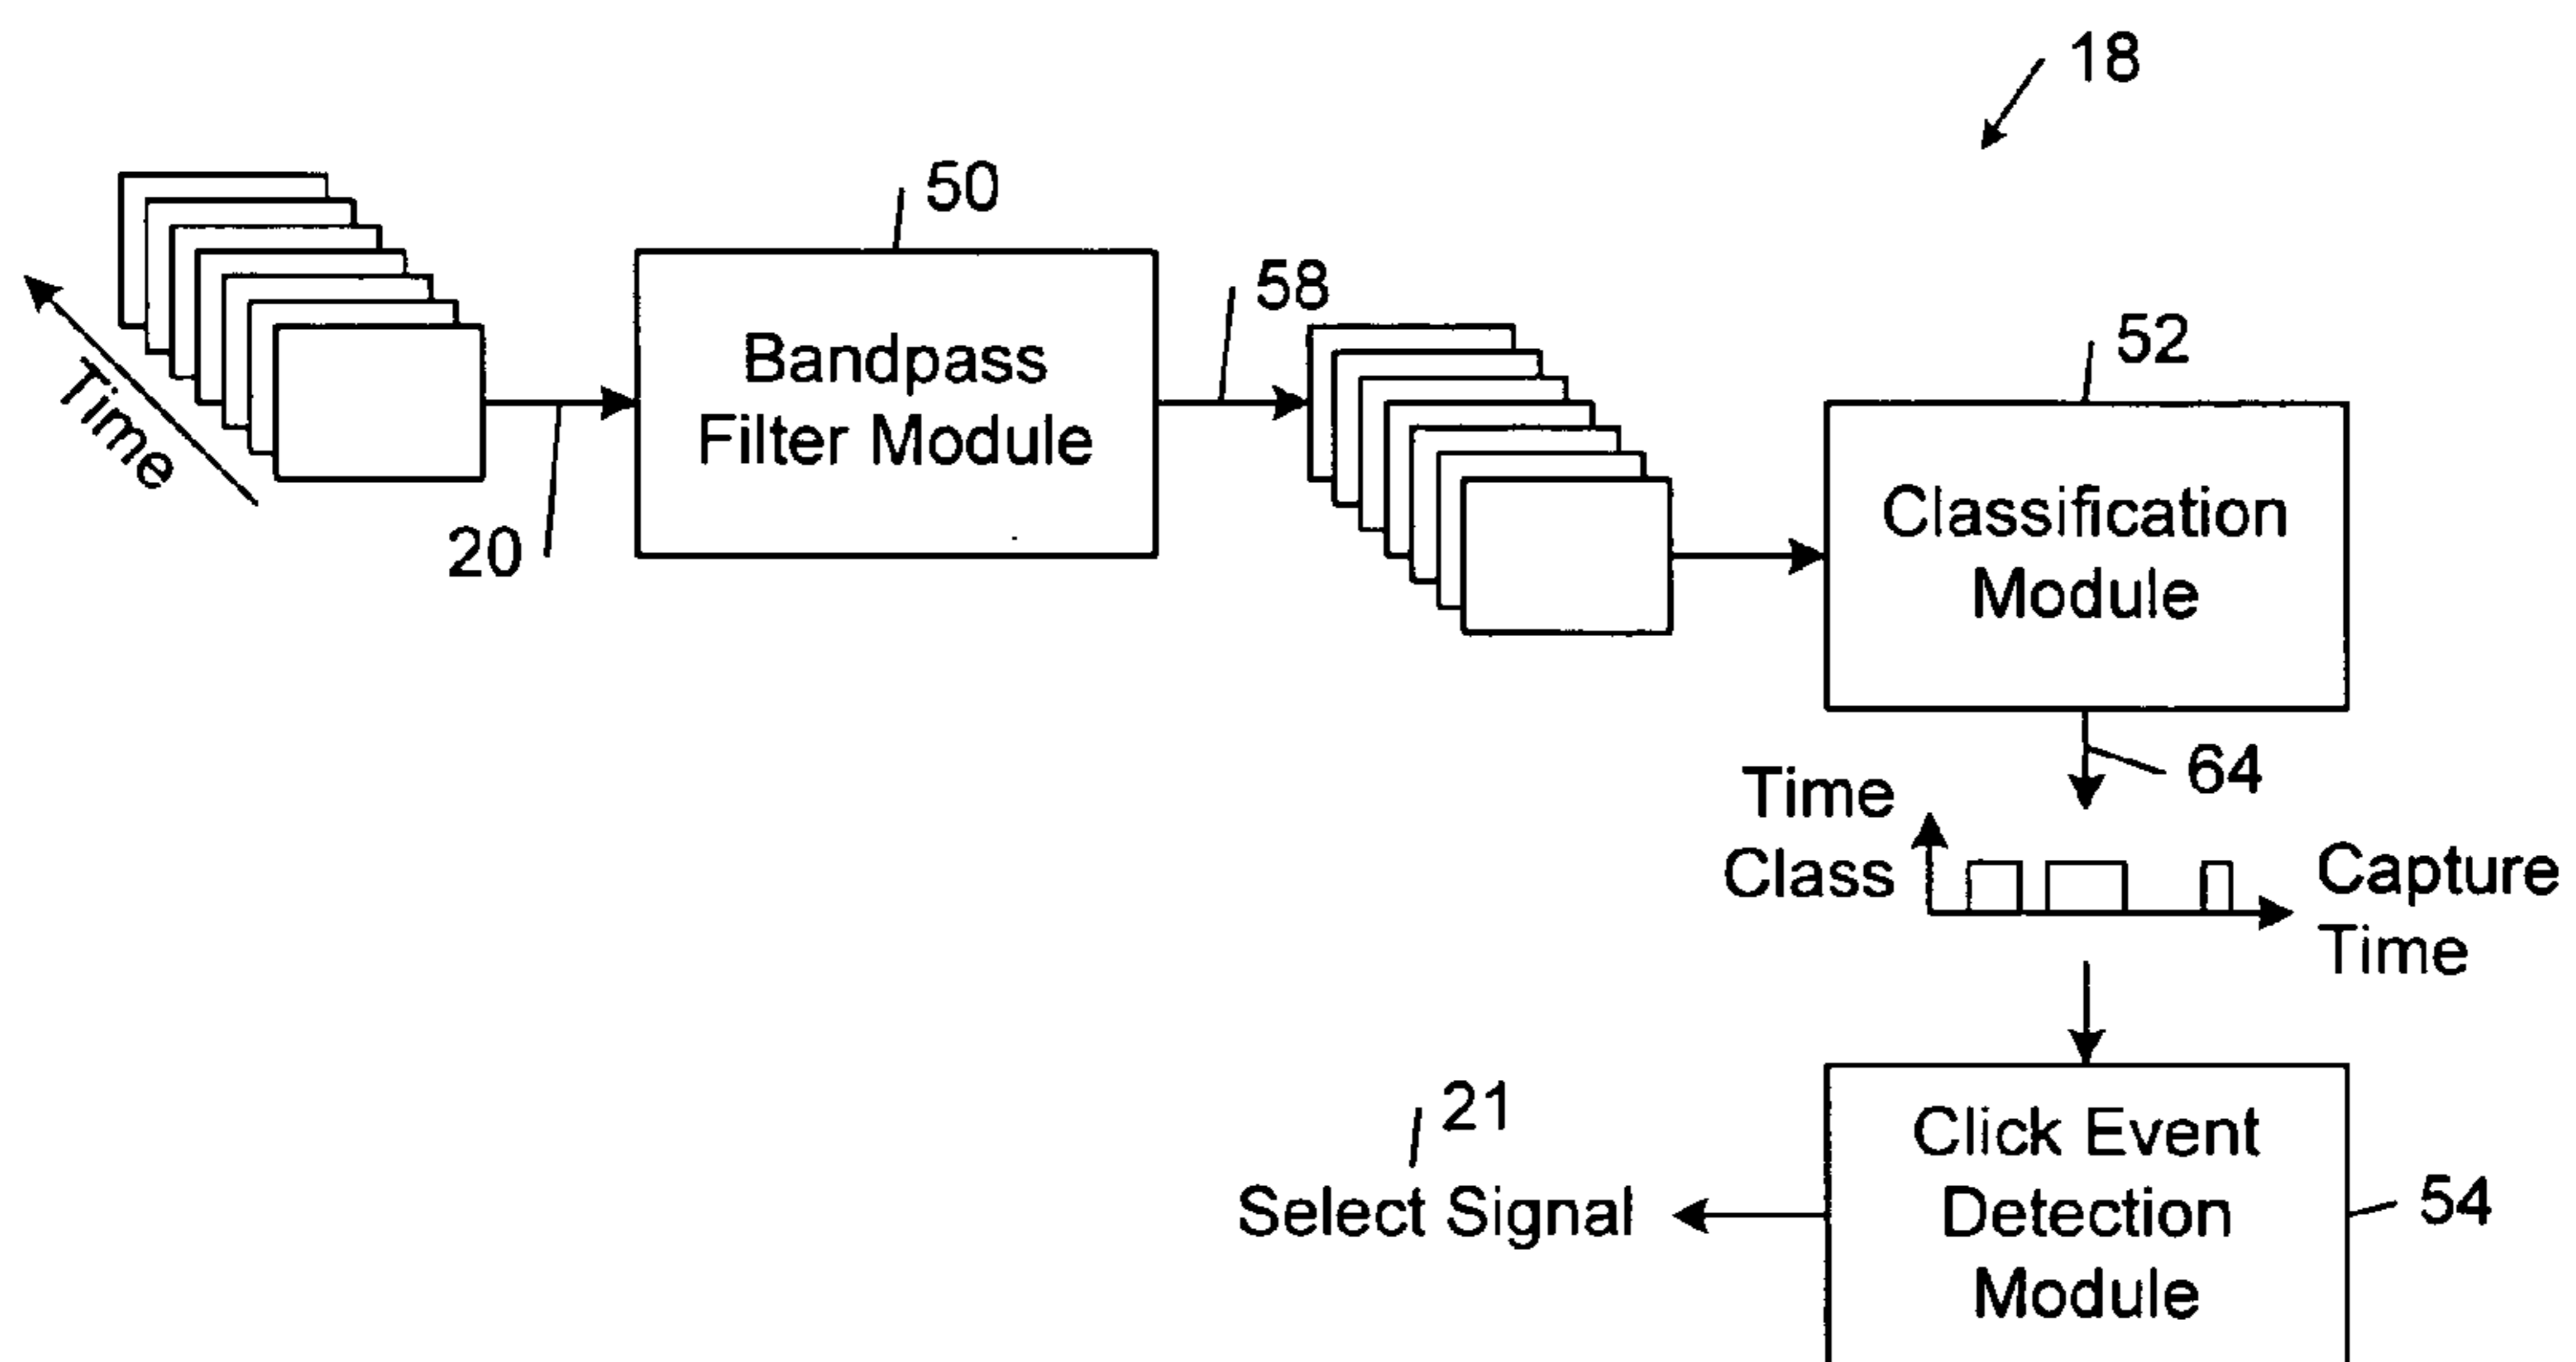 18
50
Bandpass
Filter Module
58
52
Classification
Module
Time
20
64
Time
Class
Capture
Time
21
Select Signal
Click Event
Detection
Module
54